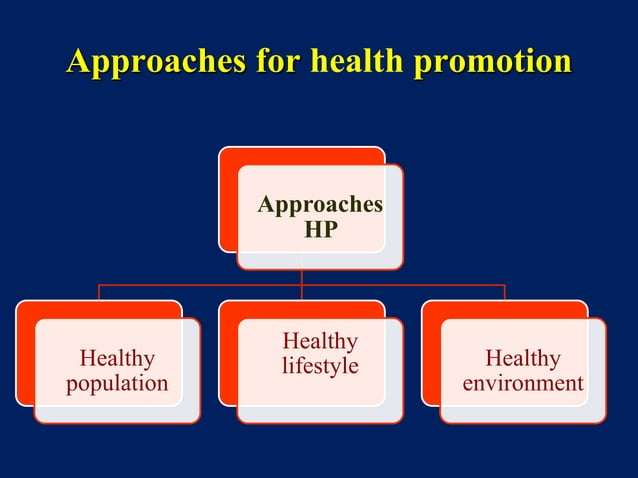 Approaches for health promotion
Approaches
HP
Healthy
population
Healthy
lifestyle
Healthy
environment